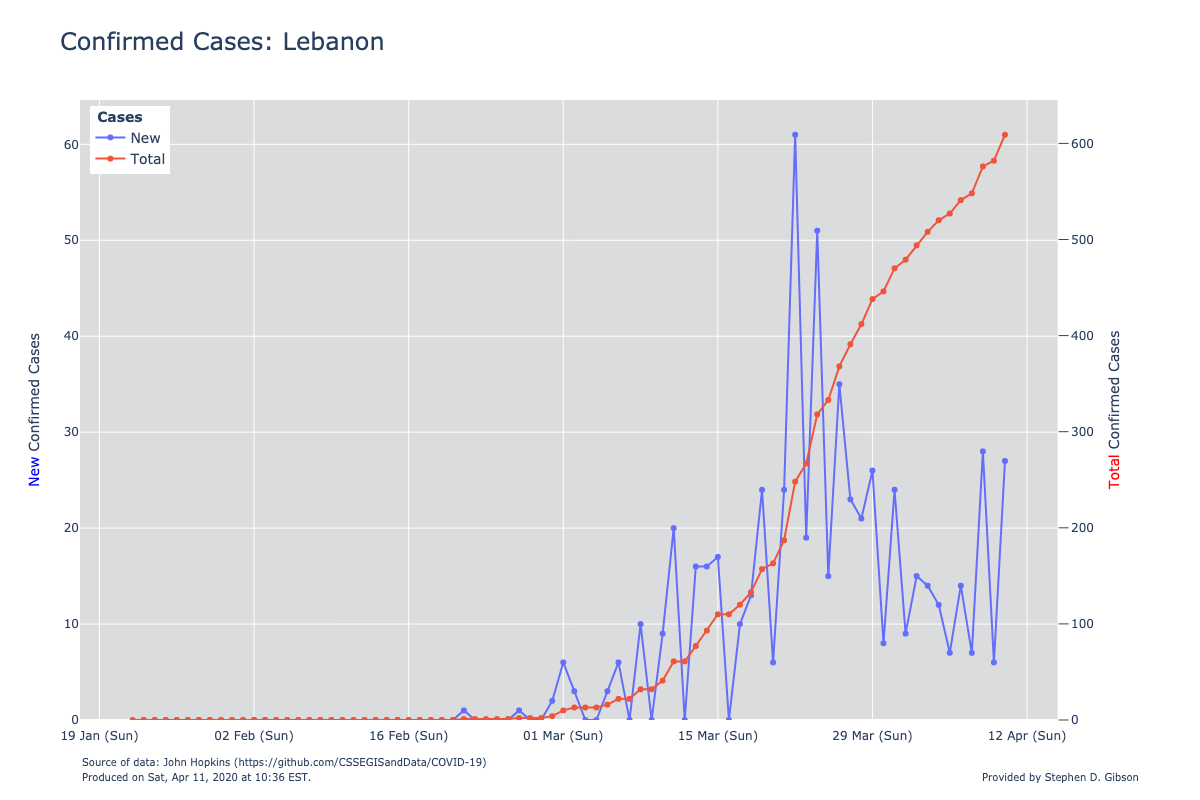 Confirmed Cases: Lebanon
Cases
New
Total
60
50
40
30
20
10
0
600
500
400
300
200
100
0
New Confirmed Cases
Total Confirmed Cases
19 Jan (Sun)
02 Feb (Sun)
16 Feb (Sun)
01 Mar (Sun)
15 Mar (Sun)
29 Mar (Sun)
12 Apr (Sun)
Source of data: John Hopkins (https://github.com/CSSEGISandData/COVID-19)
Produced on Sat, Apr 11, 2020 at 10:36 EST.
Provided by Stephen D. Gibson